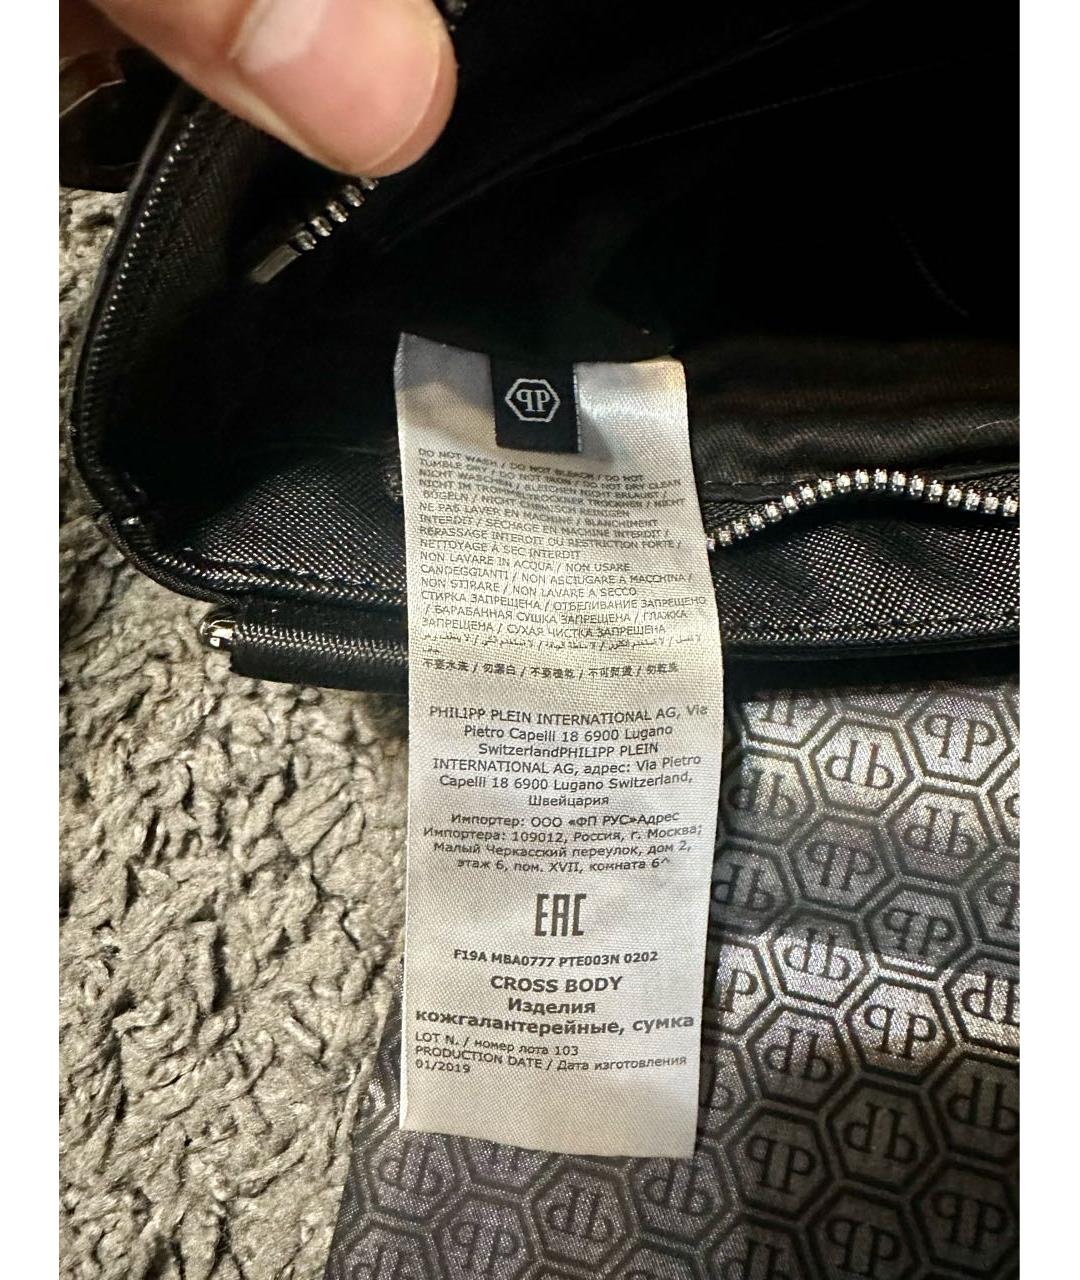 DO NOT WASH / DO NOT BLEACH / DO NOT
TUMBLE DRY / DO NOT IRON / DO NOT DRY CLEAN
NICHT WASCHEN / BLEICHEN NICHT ERLAUBT /
NICHT IM TROMMELTROCKNER TROCKNEN / NICHT
BÜGELN / NICHT CHEMISCH REINIGEN
NE PAS LAVER EN MACHINE / BLANCHIMENT
INTERDIT / SECHAGE EN MACHINE INTERDIT /
REPASSAGE INTERDIT OU RESTRICTION FORTE /
NETTOYAGE À SEC INTERDIT
NON LAVARE IN ACQUA / NON USARE
CANDEGGIANTI / NON ASCIUGARE A MACCHINA /
NON STIRARE / NON LAVARE A SECCO
СТИРКА ЗАПРЕЩЕНА / ОТБЕЛИВАНИЕ ЗАПРЕЩЕНО
/ БАРАБАННАЯ СУШКА ЗАПРЕЩЕНА / ГЛАЖКА
ЗАПРЕЩЕНА / СУХАЯ ЧИСТКА ЗАПРЕЩЕНА
不要水洗 / 勿漂白 / 不要 / 不可熨燙 / 勿乾洗
PHILIPP PLEIN INTERNATIONAL AG, Via
Pietro Capelli 18 6900 Lugano
SwitzerlandPHILIPP PLEIN
INTERNATIONAL AG, адрес: Via Pietro
Capelli 18 6900 Lugano Switzerland,
Швейцария
Импортер: ООО «ФП РУС»Адрес
Импортера: 109012, Россия, г. Москва;
Малый Черкасский переулок, дом 2,
этаж 6, пом. XVII, комната 6^
EAC
F19A MBA0777 PTE003N 0202
CROSS BODY
Изделия
кожгалантерейные, сумка
LOT N. / номер лота 103
PRODUCTION DATE / Дата изготовления
01/2019